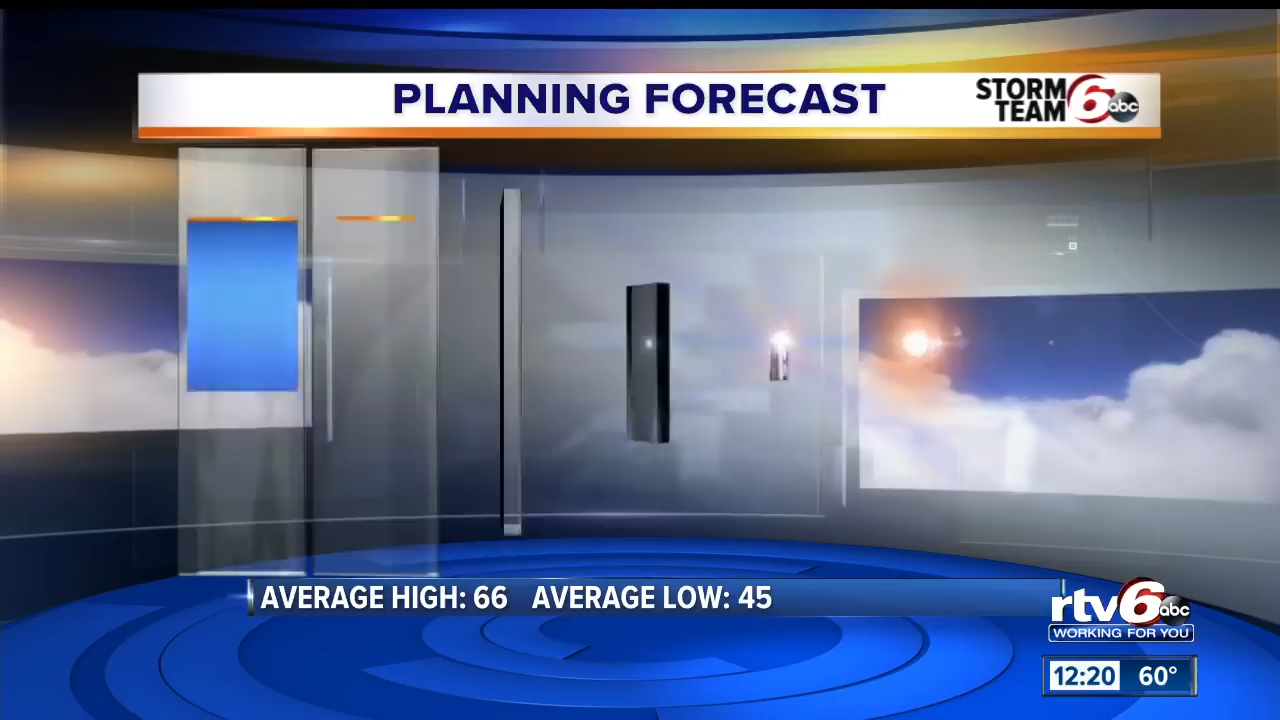 PLANNING FORECAST
STORM
TEAM 6 abc
AVERAGE HIGH: 66 AVERAGE LOW: 45
rtv6 abc
WORKING FOR YOU
12:20 60°